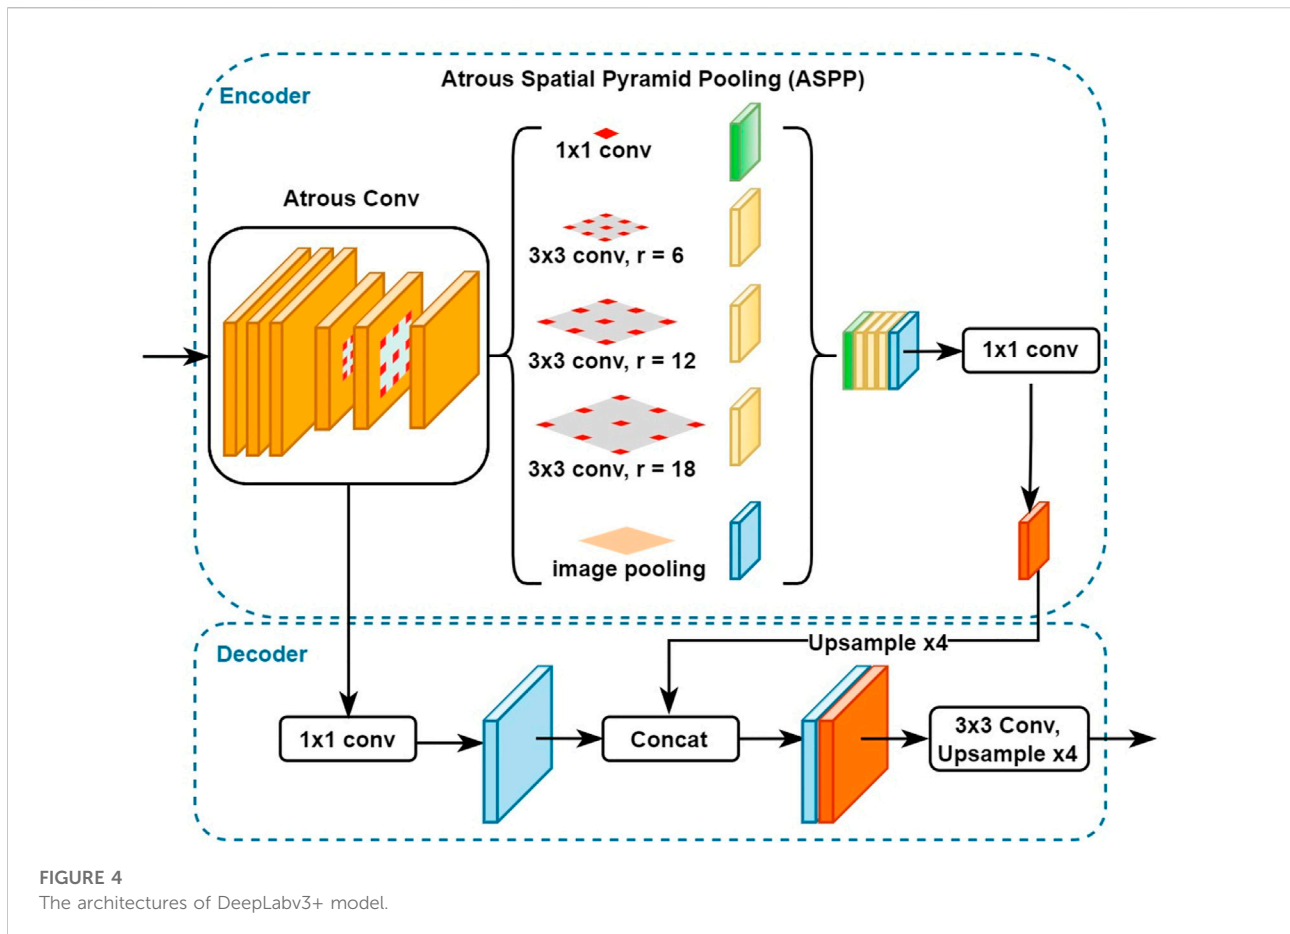 Atrous Spatial Pyramid Pooling (ASPP)
Encoder
1x1 conv
Atrous Conv
3x3 conv, r = 6
3x3 conv, r = 12
1x1 conv
3x3 conv, r = 18
image pooling
Decoder
Upsample x4
1x1 conv
Concat
3x3 Conv,
Upsample x4
FIGURE 4
The architectures of DeepLabv3+ model.